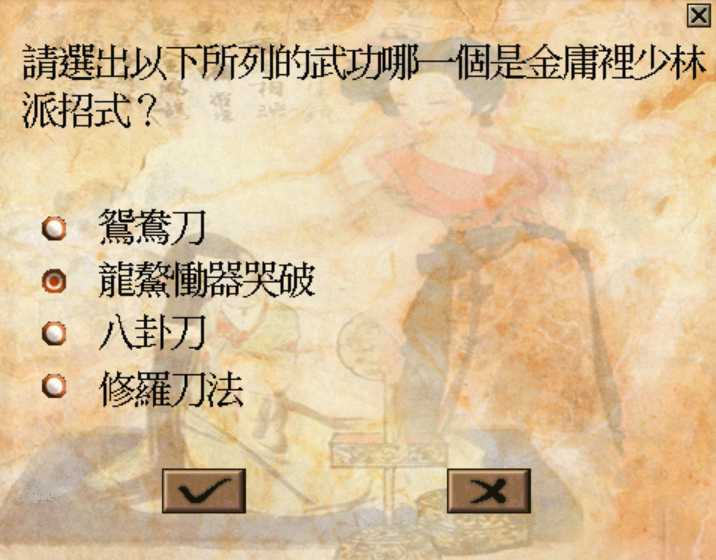 請選出以下所列的武功哪一個是金庸裡少林
派招式？
鴛鴦刀
龍鰲慟器哭破
八卦刀
修羅刀法